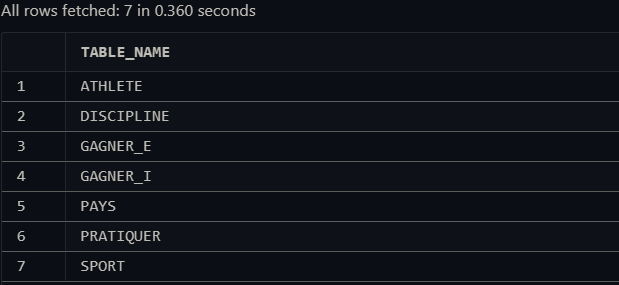 All rows fetched: 7 in 0.360 seconds
TABLE_NAME
1 ATHLETE
2 DISCIPLINE
3 GAGNER_E
4 GAGNER_I
5 PAYS
6 PRATIQUER
7 SPORT